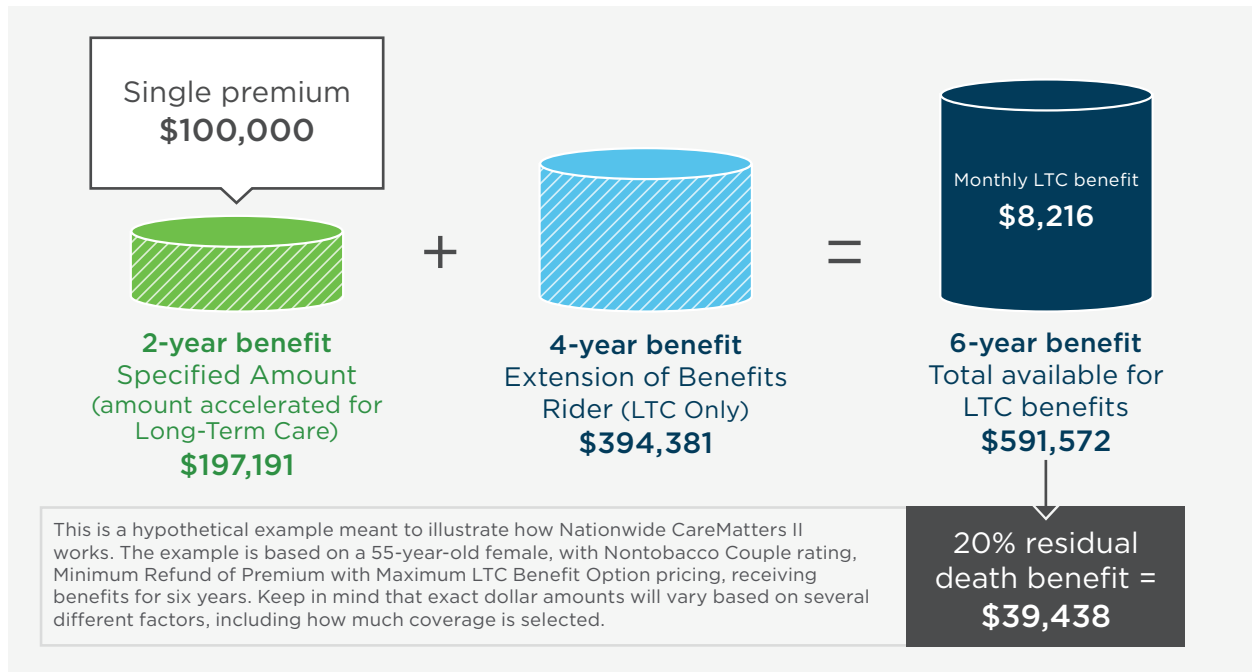 Single premium
$100,000
+
=
Monthly LTC benefit
$8,216
2-year benefit
Specified Amount
(amount accelerated for
Long-Term Care)
$197,191
4-year benefit
Extension of Benefits
Rider (LTC Only)
$394,381
6-year benefit
Total available for
LTC benefits
$591,572
This is a hypothetical example meant to illustrate how Nationwide CareMatters II
works. The example is based on a 55-year-old female, with Nontobacco Couple rating,
Minimum Refund of Premium with Maximum LTC Benefit Option pricing, receiving
benefits for six years. Keep in mind that exact dollar amounts will vary based on several
different factors, including how much coverage is selected.
20% residual
death benefit =
$39,438